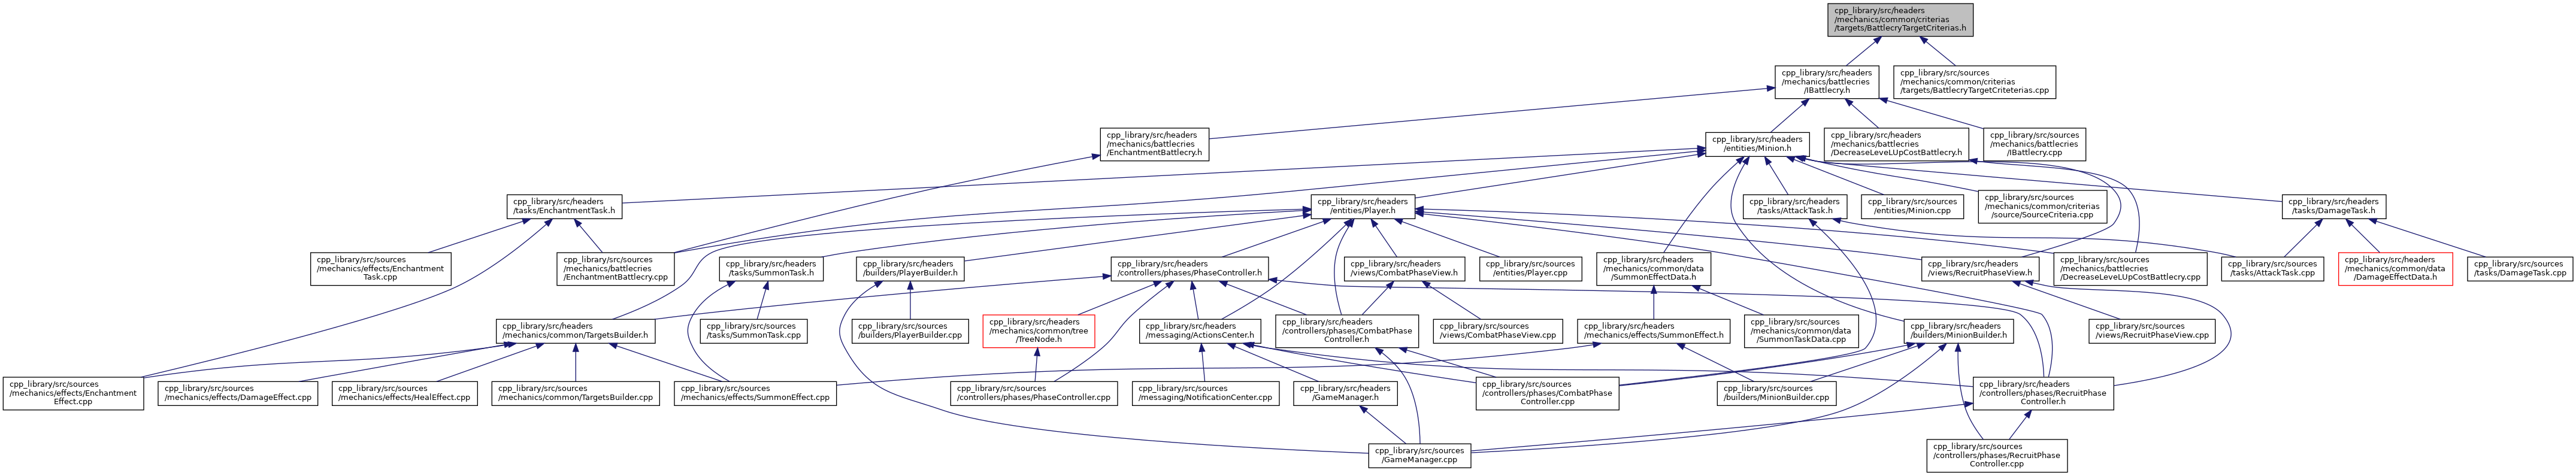 cpp_library/src/headers
/mechanics/common/criterias
/targets/BattlecryTargetCriterias.h
cpp_library/src/headers
/mechanics/battlecries
/IBattlecry.h
cpp_library/src/sources
/mechanics/common/criterias
/targets/BattlecryTargetCriteterias.cpp
cpp_library/src/headers
/mechanics/battlecries
/EnchantmentBattlecry.h
cpp_library/src/headers
/entities/Minion.h
cpp_library/src/headers
/mechanics/battlecries
/DecreaseLeveLUpCostBattlecry.h
cpp_library/src/sources
/mechanics/battlecries
/IBattlecry.cpp
cpp_library/src/headers
/tasks/EnchantmentTask.h
cpp_library/src/headers
/entities/Player.h
cpp_library/src/headers
/tasks/AttackTask.h
cpp_library/src/sources
/entities/Minion.cpp
cpp_library/src/sources
/mechanics/common/criterias
/source/SourceCriteria.cpp
cpp_library/src/headers
/tasks/DamageTask.h
cpp_library/src/sources
/mechanics/effects/Enchantment
Task.cpp
cpp_library/src/sources
/mechanics/battlecries
/EnchantmentBattlecry.cpp
cpp_library/src/headers
/tasks/SummonTask.h
cpp_library/src/headers
/builders/PlayerBuilder.h
cpp_library/src/headers
/controllers/phases/PhaseController.h
cpp_library/src/headers
/views/CombatPhaseView.h
cpp_library/src/sources
/entities/Player.cpp
cpp_library/src/headers
/mechanics/common/data
/SummonEffectData.h
cpp_library/src/headers
/views/RecruitPhaseView.h
cpp_library/src/sources
/mechanics/battlecries
/DecreaseLeveLUpCostBattlecry.cpp
cpp_library/src/sources
/tasks/AttackTask.cpp
cpp_library/src/headers
/mechanics/common/data
/DamageEffectData.h
cpp_library/src/sources
/tasks/DamageTask.cpp
cpp_library/src/headers
/mechanics/common/TargetsBuilder.h
cpp_library/src/sources
/tasks/SummonTask.cpp
cpp_library/src/sources
/builders/PlayerBuilder.cpp
cpp_library/src/headers
/mechanics/common/tree
/TreeNode.h
cpp_library/src/headers
/messaging/ActionsCenter.h
cpp_library/src/headers
/controllers/phases/CombatPhase
Controller.h
cpp_library/src/sources
/views/CombatPhaseView.cpp
cpp_library/src/headers
/mechanics/effects/SummonEffect.h
cpp_library/src/sources
/mechanics/common/data
/SummonTaskData.cpp
cpp_library/src/headers
/builders/MinionBuilder.h
cpp_library/src/sources
/views/RecruitPhaseView.cpp
cpp_library/src/sources
/mechanics/effects/Enchantment
Effect.cpp
cpp_library/src/sources
/mechanics/effects/DamageEffect.cpp
cpp_library/src/sources
/mechanics/effects/HealEffect.cpp
cpp_library/src/sources
/mechanics/common/TargetsBuilder.cpp
cpp_library/src/sources
/mechanics/effects/SummonEffect.cpp
cpp_library/src/sources
/controllers/phases/PhaseController.cpp
cpp_library/src/sources
/messaging/NotificationCenter.cpp
cpp_library/src/headers
/GameManager.h
cpp_library/src/sources
/controllers/phases/CombatPhase
Controller.cpp
cpp_library/src/sources
/builders/MinionBuilder.cpp
cpp_library/src/headers
/controllers/phases/RecruitPhase
Controller.h
cpp_library/src/sources
/GameManager.cpp
cpp_library/src/sources
/controllers/phases/RecruitPhase
Controller.cpp